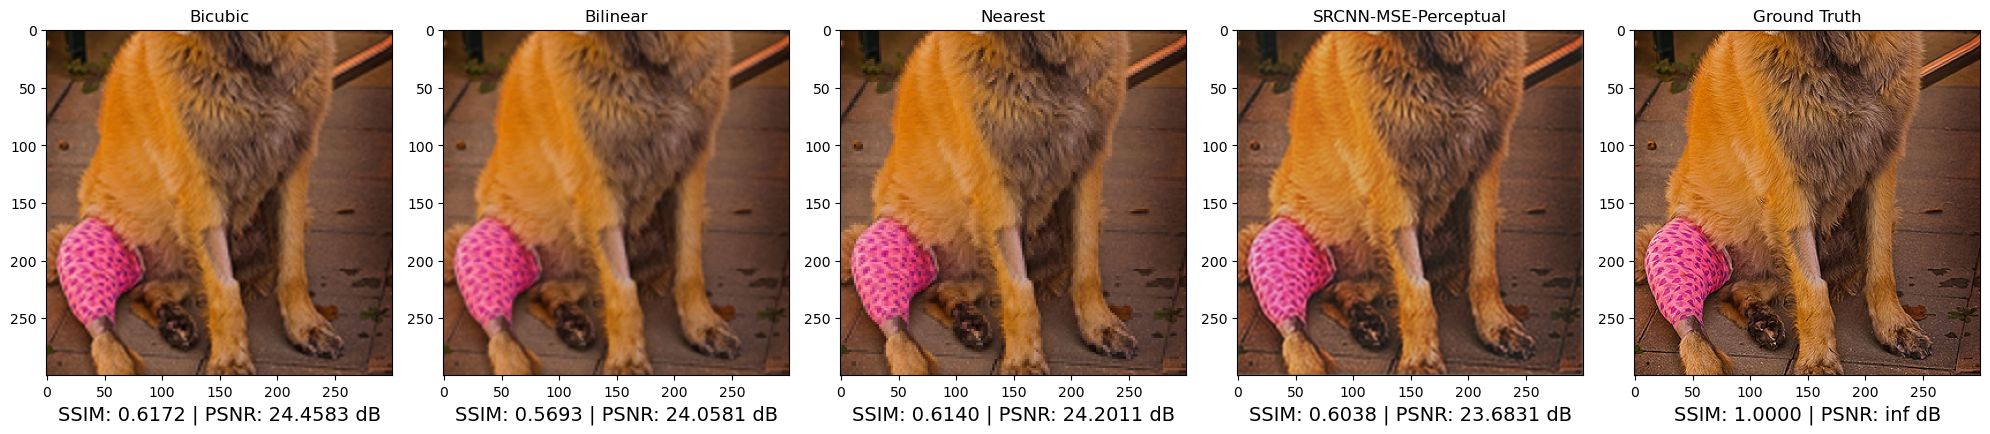 Bicubic
Bilinear
Nearest
SRCNN-MSE-Perceptual
Ground Truth
0
50
100
150
200
250
0 50 100 150 200 250
SSIM: 0.6172 | PSNR: 24.4583 dB
0
50
100
150
200
250
0 50 100 150 200 250
SSIM: 0.5693 | PSNR: 24.0581 dB
0
50
100
150
200
250
0 50 100 150 200 250
SSIM: 0.6140 | PSNR: 24.2011 dB
0
50
100
150
200
250
0 50 100 150 200 250
SSIM: 0.6038 | PSNR: 23.6831 dB
0
50
100
150
200
250
0 50 100 150 200 250
SSIM: 1.0000 | PSNR: inf dB